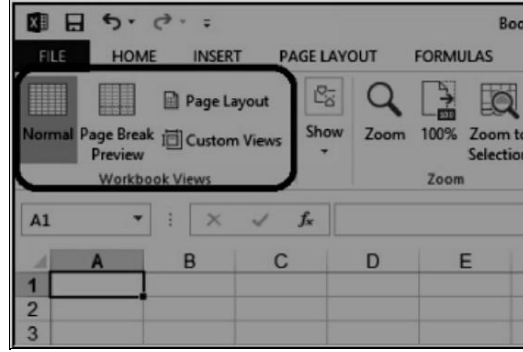 Boo
FILE HOME INSERT PAGE LAYOUT FORMULAS
Normal Page Break Preview Page Layout Custom Views Show Zoom 100% Zoom to Selection
Workbook Views Zoom
A1 fx
A B C D E
1
2
3